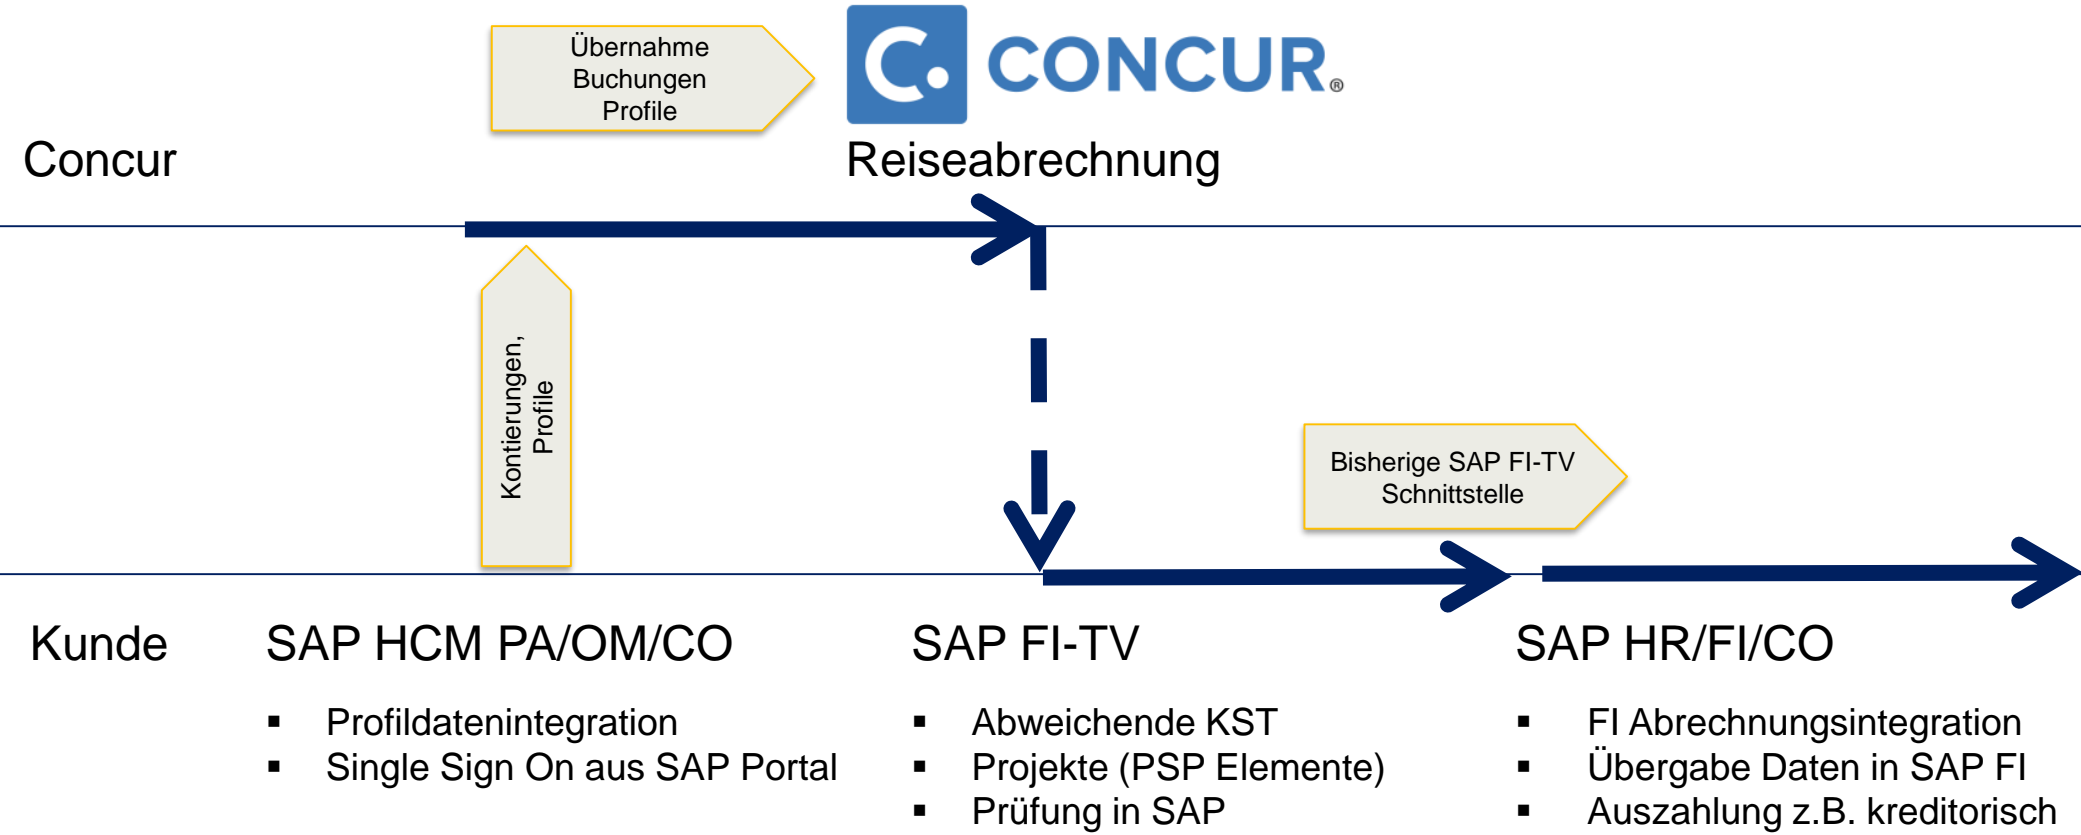 Übernahme
Buchungen
Profile
C. CONCUR®
Concur
Reiseabrechnung
Kontierungen,
Profile
Bisherige SAP FI-TV
Schnittstelle
Kunde
SAP HCM PA/OM/CO
▪ Profildatenintegration
▪ Single Sign On aus SAP Portal
SAP FI-TV
▪ Abweichende KST
▪ Projekte (PSP Elemente)
▪ Prüfung in SAP
SAP HR/FI/CO
▪ FI Abrechnungsintegration
▪ Übergabe Daten in SAP FI
▪ Auszahlung z.B. kreditorisch